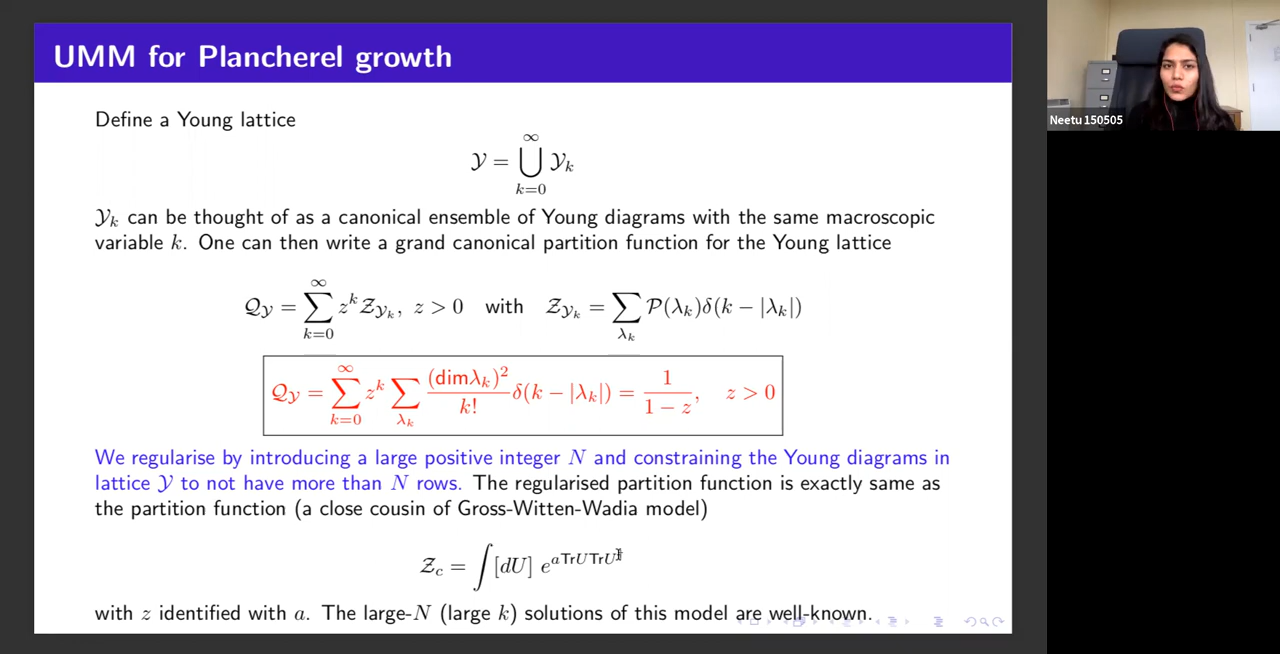 UMM for Plancherel growth
Neetu 150505
Define a Young lattice
𝒴 = ⋃_{k=0}^{∞} 𝒴_k
𝒴_k can be thought of as a canonical ensemble of Young diagrams with the same macroscopic
variable k. One can then write a grand canonical partition function for the Young lattice
𝒬_𝒴 = ∑_{k=0}^{∞} z^k 𝒵_{𝒴_k}, z > 0 with 𝒵_{𝒴_k} = ∑_{λ_k} 𝒫(λ_k)δ(k − |λ_k|)
𝒬_𝒴 = ∑_{k=0}^{∞} z^k ∑_{λ_k} (dimλ_k)^2/k! δ(k − |λ_k|) = 1/(1 − z), z > 0
We regularise by introducing a large positive integer N and constraining the Young diagrams in
lattice 𝒴 to not have more than N rows. The regularised partition function is exactly same as
the partition function (a close cousin of Gross-Witten-Wadia model)
𝒵_c = ∫[dU] e^{aTrUTrU^†}
with z identified with a. The large-N (large k) solutions of this model are well-known.